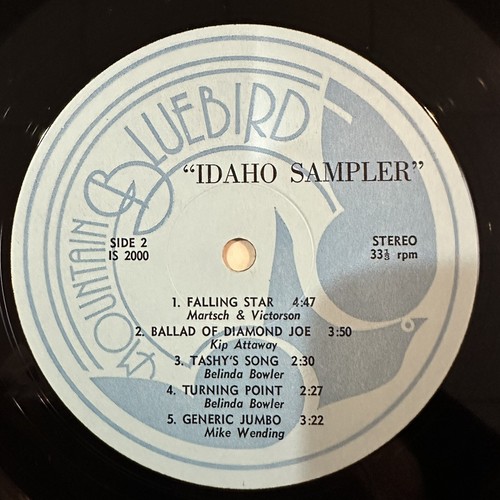 MOUNTAIN BLUEBIRD
"IDAHO SAMPLER"
SIDE 2
IS 2000
STEREO
33⅓ rpm
1. FALLING STAR 4:47
Martsch & Victorson
2. BALLAD OF DIAMOND JOE 3:50
Kip Attaway
3. TASHY'S SONG 2:30
Belinda Bowler
4. TURNING POINT 2:27
Belinda Bowler
5. GENERIC JUMBO 3:22
Mike Wending